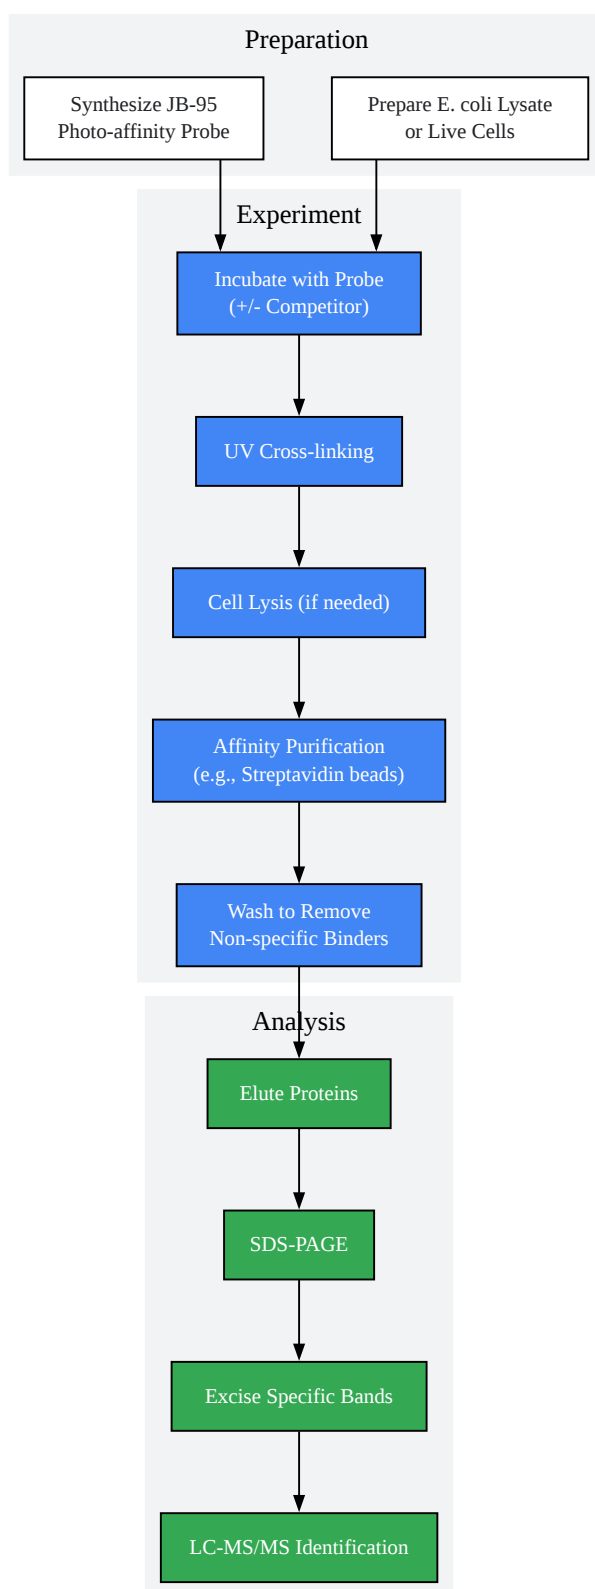 Preparation
Synthesize JB-95
Photo-affinity Probe
Prepare E. coli Lysate
or Live Cells
Experiment
Incubate with Probe
(+/- Competitor)
UV Cross-linking
Cell Lysis (if needed)
Affinity Purification
(e.g., Streptavidin beads)
Wash to Remove
Non-specific Binders
Analysis
Elute Proteins
SDS-PAGE
Excise Specific Bands
LC-MS/MS Identification